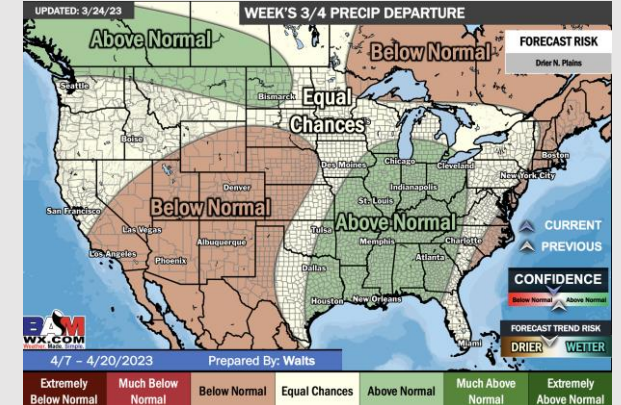 UPDATED: 3/24/23
WEEK'S 3/4 PRECIP DEPARTURE
FORECAST RISK
Drier N. Plains
Above Normal
Below Normal
Seattle
Bismarck
Equal
Chances
Boise
Des Moines
Chicago
Cleveland
Boston
New York City
Denver
Indianapolis
San Francisco
Below Normal
St. Louis
Above Normal
Las Vegas
Tulsa
CURRENT
Los Angeles
Albuquerque
Memphis
Charlotte
PREVIOUS
Phoenix
Dallas
Atlanta
CONFIDENCE
Below Normal
Above Normal
Houston
New Orleans
FORECAST TREND RISK
BAM
WX.COM
Weather. Made. Simple.
DRIER
WETTER
Miami
4/7 – 4/20/2023
Prepared By: Walts
Extremely
Below Normal
Much Below
Normal
Below Normal
Equal Chances
Above Normal
Much Above
Normal
Extremely
Above Normal